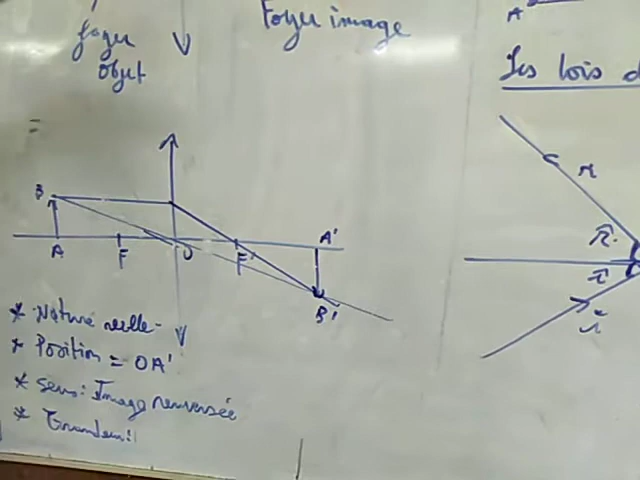 foyer
objet
Foyer image
A
Les lois d
=
B
A
F
O
F'
A'
B'
r
i
* Nature réelle-
* Position = OA'
* sens: Image renversée
* Grandeur: